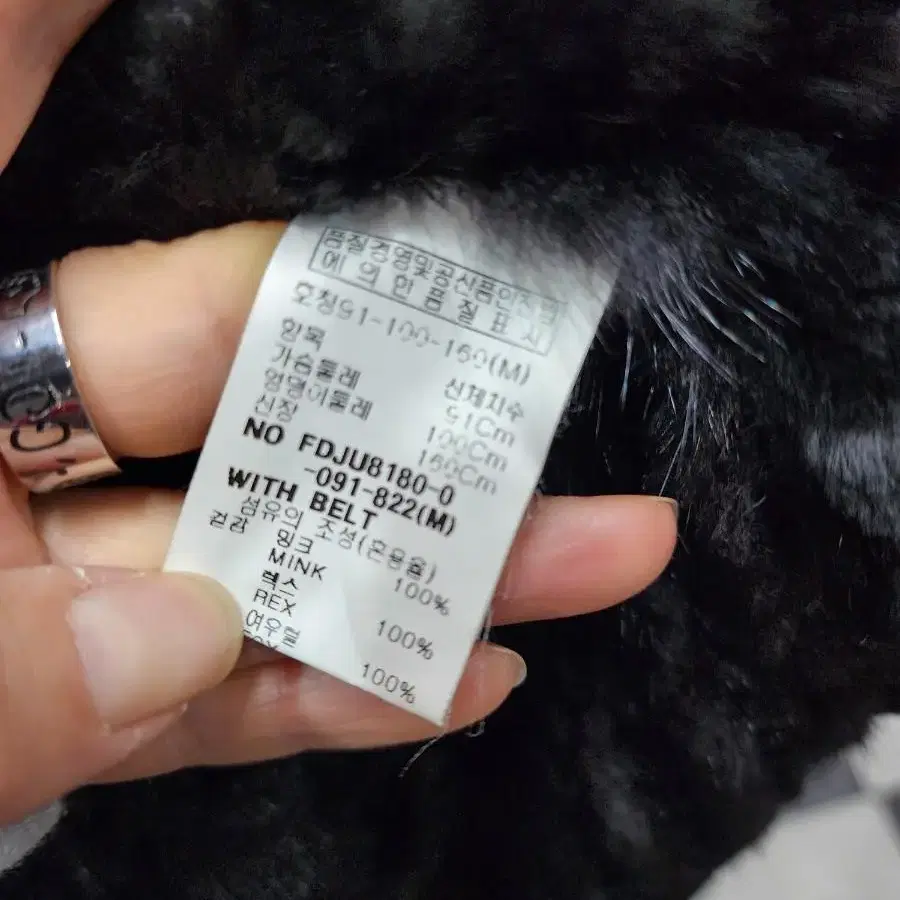 품질경영및공산품안전
에 의 한 품 질 표 시
호칭91-100-160(M)
항목 신체치수
가슴둘레 91Cm
엉덩이둘레 100Cm
신장 160Cm
NO FDJU8180-0
-091-822(M)
WITH BELT
섬유의 조성(혼용율)
겉감 밍크
MINK 100%
렉스
REX 100%
여우털
FOX 100%